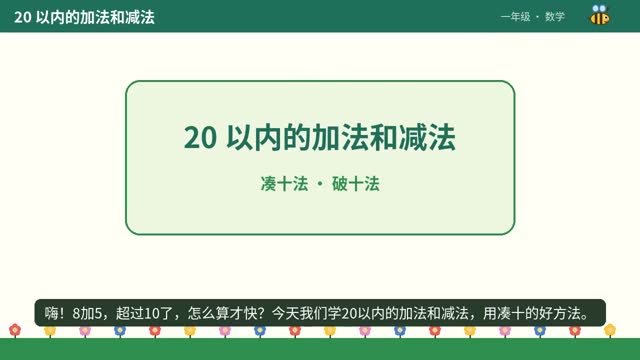 20 以内的加法和减法
一年级 · 数学
20 以内的加法和减法
凑十法 · 破十法
嗨！8加5，超过10了，怎么算才快？今天我们学20以内的加法和减法，用凑十的好方法。